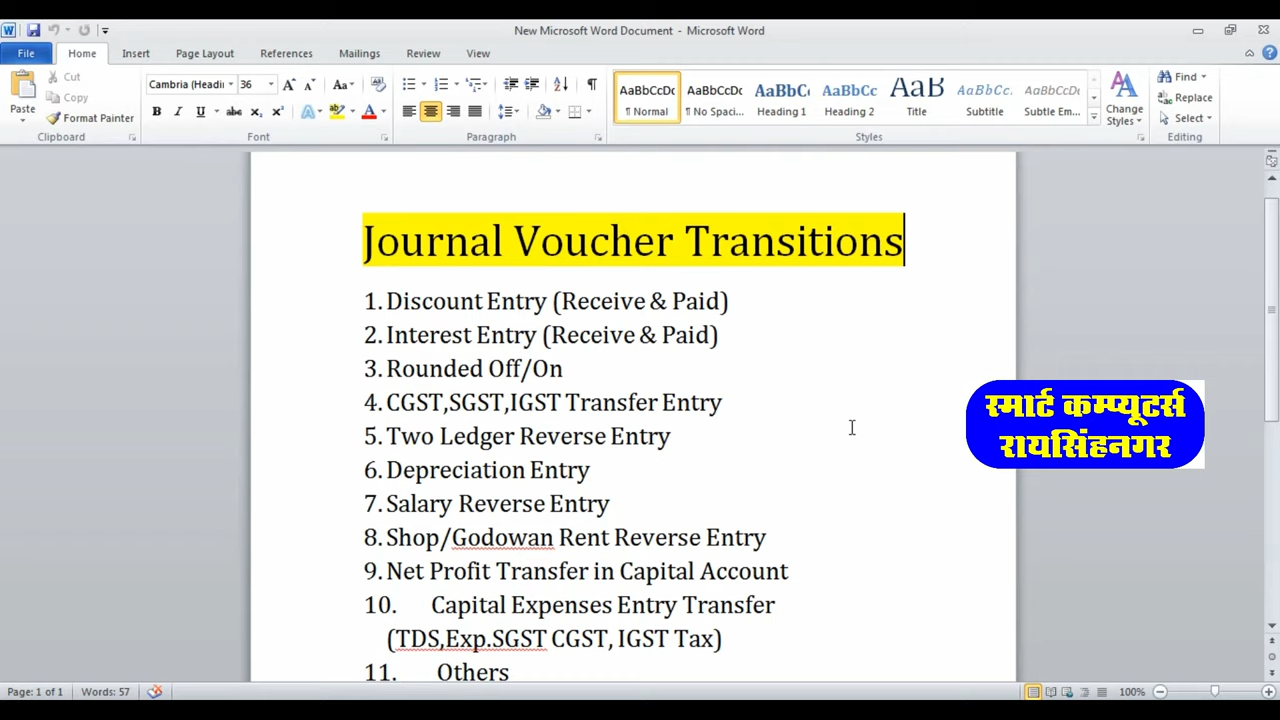 New Microsoft Word Document - Microsoft Word
File Home Insert Page Layout References Mailings Review View
Paste
Cut
Copy
Format Painter
Clipboard
Cambria (Headi 36
Font
Paragraph
AaBbCcDc AaBbCcDc AaBbC AaBbCc AaB AaBbCc. AaBbCcDc
¶ Normal ¶ No Spaci... Heading 1 Heading 2 Title Subtitle Subtle Em...
Styles
Change
Styles
Find
Replace
Select
Editing
Journal Voucher Transitions
1. Discount Entry (Receive & Paid)
2. Interest Entry (Receive & Paid)
3. Rounded Off/On
4. CGST,SGST,IGST Transfer Entry
5. Two Ledger Reverse Entry
6. Depreciation Entry
7. Salary Reverse Entry
8. Shop/Godowan Rent Reverse Entry
9. Net Profit Transfer in Capital Account
10. Capital Expenses Entry Transfer
(TDS,Exp.SGST CGST, IGST Tax)
11. Others
स्मार्ट कम्प्यूटर्स
रायसिंहनगर
Page: 1 of 1 Words: 57 100%